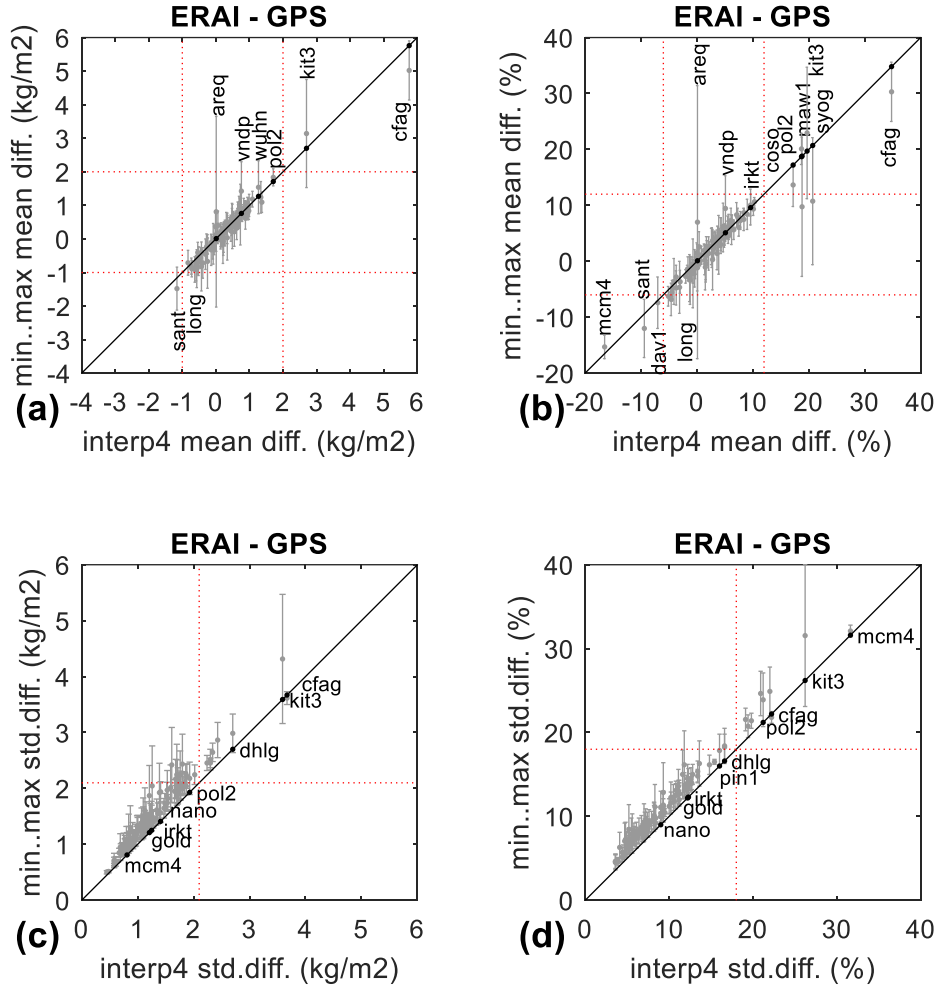 ERAI - GPS
min..max mean diff. (kg/m2)
6
5
4
3
2
1
0
-1
-2
-3
-4
areq
vndp
wuhn
pol2
kit3
cfag
sant
long
-4 -3 -2 -1 0 1 2 3 4 5 6
(a)
interp4 mean diff. (kg/m2)
ERAI - GPS
min..max mean diff. (%)
40
30
20
10
0
-10
-20
areq
vndp
irkt
coso
pol2
maw1
kit3
syog
cfag
mcm4
sant
dav1
long
-20 -10 0 10 20 30 40
(b)
interp4 mean diff. (%)
ERAI - GPS
min..max std.diff. (kg/m2)
6
5
4
3
2
1
0
cfag
kit3
dhlg
pol2
nano
irkt
gold
mcm4
0 1 2 3 4 5 6
(c)
interp4 std.diff. (kg/m2)
ERAI - GPS
min..max std.diff. (%)
40
30
20
10
0
mcm4
kit3
cfag
pol2
dhlg
pin1
irkt
gold
nano
0 10 20 30 40
(d)
interp4 std.diff. (%)